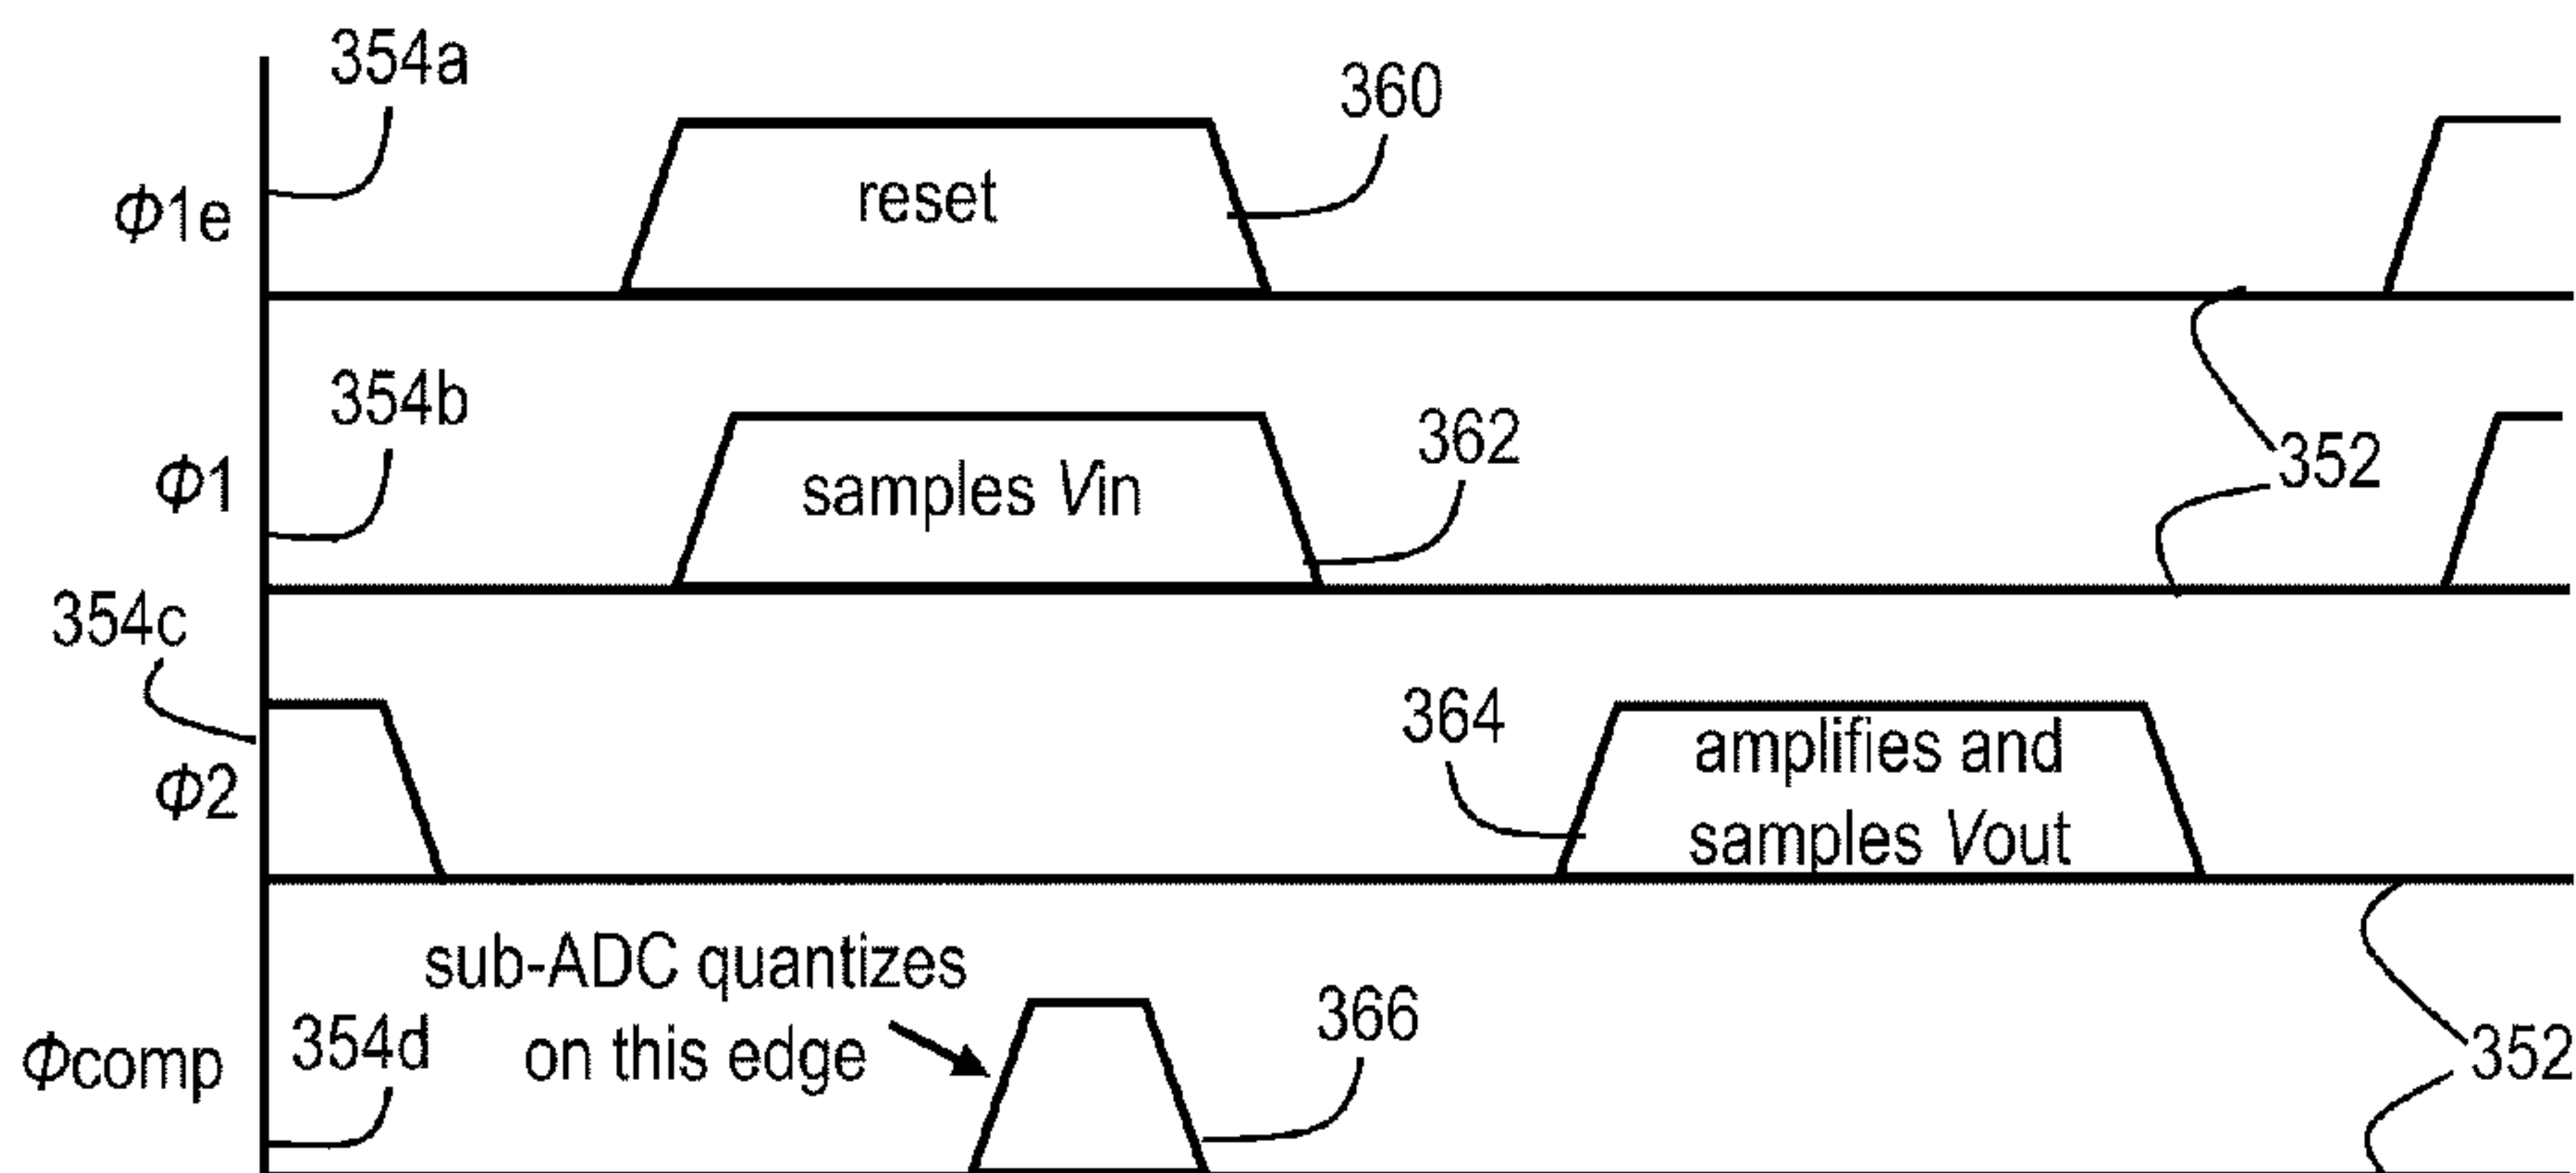 354a
360
Φ1e
reset
354b
362
352
Φ1
samples Vin
354c
364
Φ2
amplifies and
samples Vout
sub-ADC quantizes
on this edge
354d
366
352
Φcomp